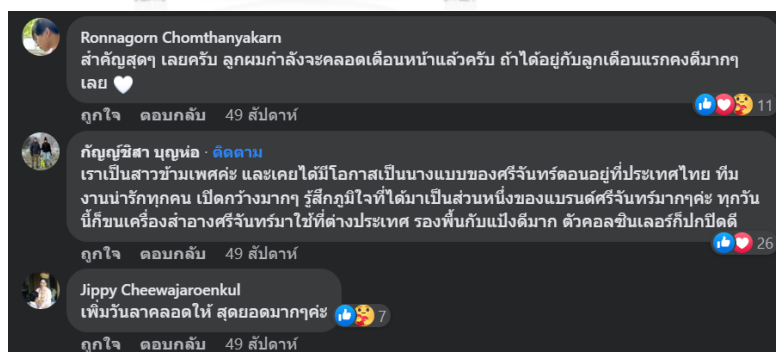 Ronnagorn Chomthanyakarn
สำคัญสุดๆ เลยครับ ลูกผมกำลังจะคลอดเดือนหน้าแล้วครับ ถ้าได้อยู่กับลูกเดือนแรกคงดีมากๆ
เลย 🤍
11
ถูกใจ ตอบกลับ 49 สัปดาห์
กัญญ์ชิสา บุญห่อ · ติดตาม
เราเป็นสาวข้ามเพศค่ะ และเคยได้มีโอกาสเป็นนางแบบของศรีจันทร์ตอนอยู่ที่ประเทศไทย ทีม
งานน่ารักทุกคน เปิดกว้างมากๆ รู้สึกภูมิใจที่ได้มาเป็นส่วนหนึ่งของแบรนด์ศรีจันทร์มากๆค่ะ ทุกวัน
นี้ก็ขนเครื่องสำอางศรีจันทร์มาใช้ที่ต่างประเทศ รองพื้นกับแป้งดีมาก ตัวคอลซินเลอร์ก็ปกปิดดี
26
ถูกใจ ตอบกลับ 49 สัปดาห์
Jippy Cheewajaroenkul
เพิ่มวันลาคลอดให้ สุดยอดมากๆค่ะ 7
ถูกใจ ตอบกลับ 49 สัปดาห์